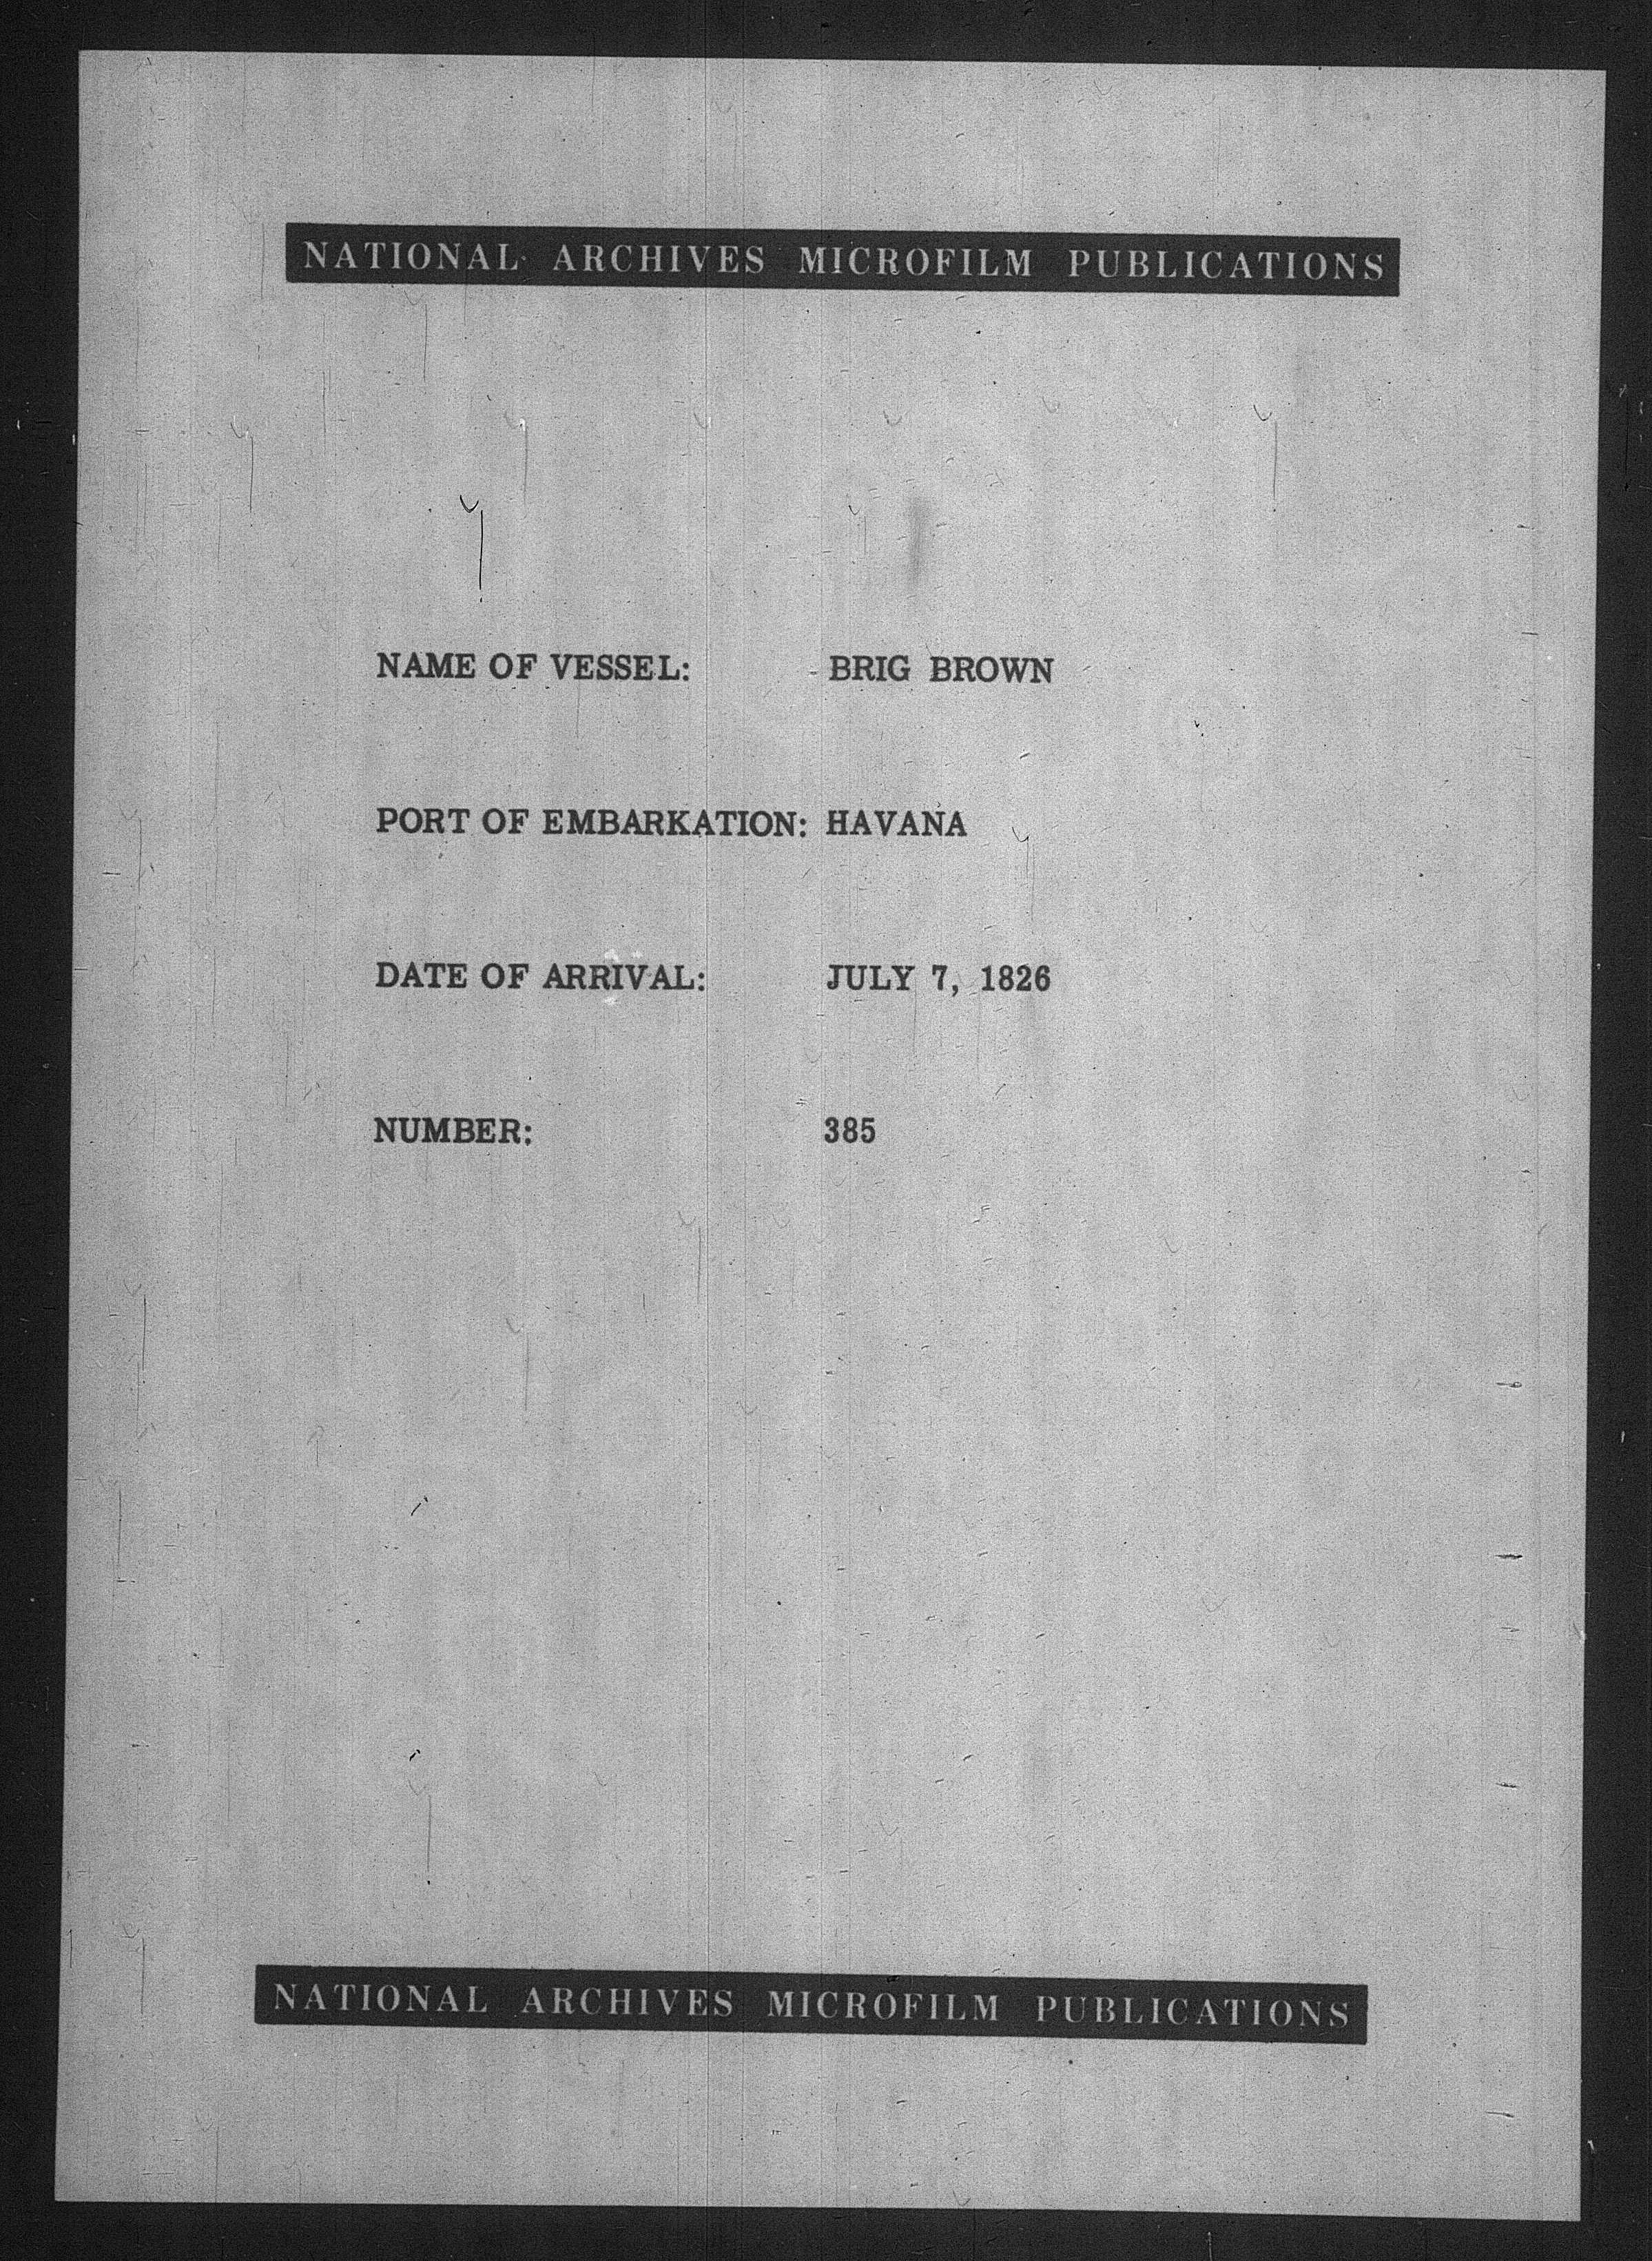 NATIONAL ARCHIVES MICROFILM PUBLICATIONS
NAME OF VESSEL: BRIG BROWN
PORT OF EMBARKATION: HAVANA
DATE OF ARRIVAL: JULY 7, 1826
NUMBER: 385
NATIONAL ARCHIVES MICROFILM PUBLICATIONS